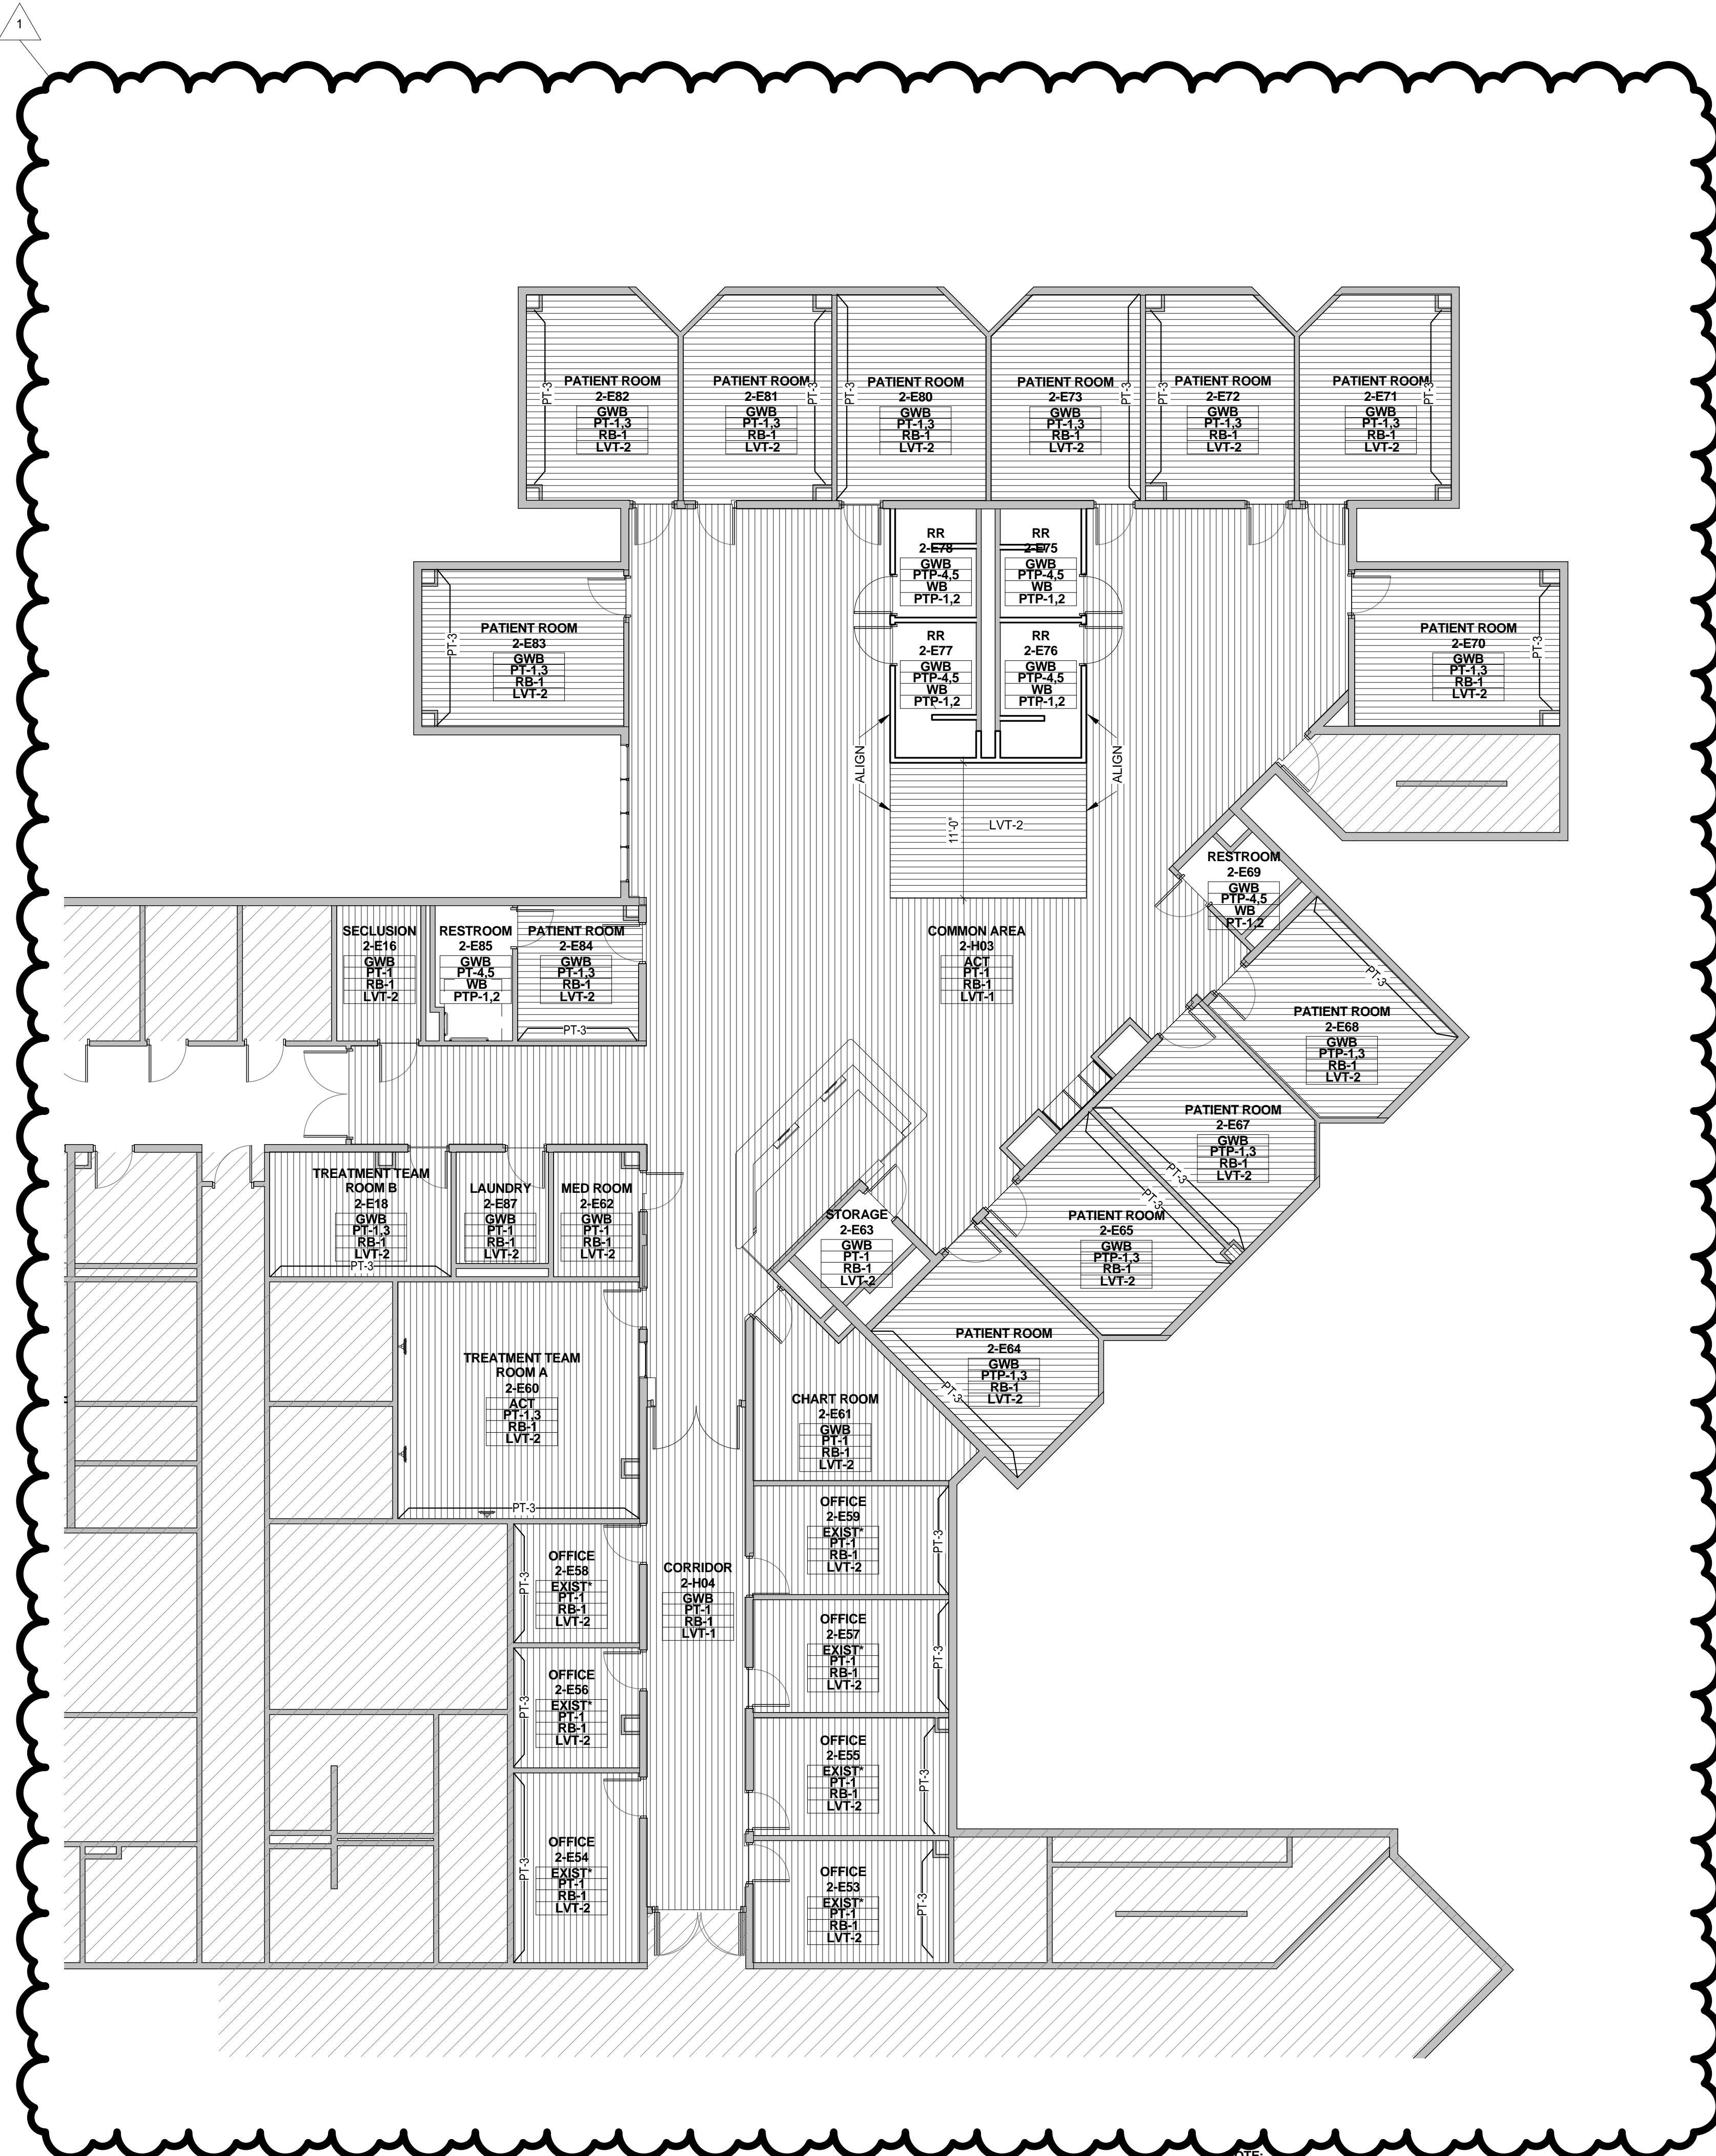 1
PATIENT ROOM
2-E82
GWB
PT-1,3
RB-1
LVT-2
PT-3
PATIENT ROOM
2-E81
GWB
PT-1,3
RB-1
LVT-2
PT-3
PATIENT ROOM
2-E80
GWB
PT-1,3
RB-1
LVT-2
PT-3
PATIENT ROOM
2-E73
GWB
PT-1,3
RB-1
LVT-2
PT-3
PATIENT ROOM
2-E72
GWB
PT-1,3
RB-1
LVT-2
PT-3
PATIENT ROOM
2-E71
GWB
PT-1,3
RB-1
LVT-2
PT-3
RR
2-E78
GWB
PTP-4,5
WB
PTP-1,2
RR
2-E75
GWB
PTP-4,5
WB
PTP-1,2
PATIENT ROOM
2-E83
GWB
PT-1,3
RB-1
LVT-2
PT-3
RR
2-E77
GWB
PTP-4,5
WB
PTP-1,2
RR
2-E76
GWB
PTP-4,5
WB
PTP-1,2
PATIENT ROOM
2-E70
GWB
PT-1,3
RB-1
LVT-2
PT-3
ALIGN
ALIGN
11'-0"
LVT-2
RESTROOM
2-E69
GWB
PTP-4,5
WB
PT-1,2
SECLUSION
2-E16
GWB
PT-1
RB-1
LVT-2
RESTROOM
2-E85
GWB
PT-4,5
WB
PTP-1,2
PATIENT ROOM
2-E84
GWB
PT-1,3
RB-1
LVT-2
PT-3
COMMON AREA
2-H03
ACT
PT-1
RB-1
LVT-1
PATIENT ROOM
2-E68
GWB
PTP-1,3
RB-1
LVT-2
PT-3
PATIENT ROOM
2-E67
GWB
PTP-1,3
RB-1
LVT-2
PT-3
TREATMENT TEAM
ROOM B
2-E18
GWB
PT-1,3
RB-1
LVT-2
PT-3
LAUNDRY
2-E87
GWB
PT-1
RB-1
LVT-2
MED ROOM
2-E62
GWB
PT-1
RB-1
LVT-2
STORAGE
2-E63
GWB
PT-1
RB-1
LVT-2
PATIENT ROOM
2-E65
GWB
PTP-1,3
RB-1
LVT-2
PT-3
PATIENT ROOM
2-E64
GWB
PTP-1,3
RB-1
LVT-2
PT-3
TREATMENT TEAM
ROOM A
2-E60
ACT
PT-1,3
RB-1
LVT-2
PT-3
CHART ROOM
2-E61
GWB
PT-1
RB-1
LVT-2
OFFICE
2-E59
EXIST*
PT-1
RB-1
LVT-2
PT-3
OFFICE
2-E58
EXIST*
PT-1
RB-1
LVT-2
PT-3
CORRIDOR
2-H04
GWB
PT-1
RB-1
LVT-1
OFFICE
2-E57
EXIST*
PT-1
RB-1
LVT-2
PT-3
OFFICE
2-E56
EXIST*
PT-1
RB-1
LVT-2
PT-3
OFFICE
2-E55
EXIST*
PT-1
RB-1
LVT-2
PT-3
OFFICE
2-E54
EXIST*
PT-1
RB-1
LVT-2
PT-3
OFFICE
2-E53
EXIST*
PT-1
RB-1
LVT-2
PT-3